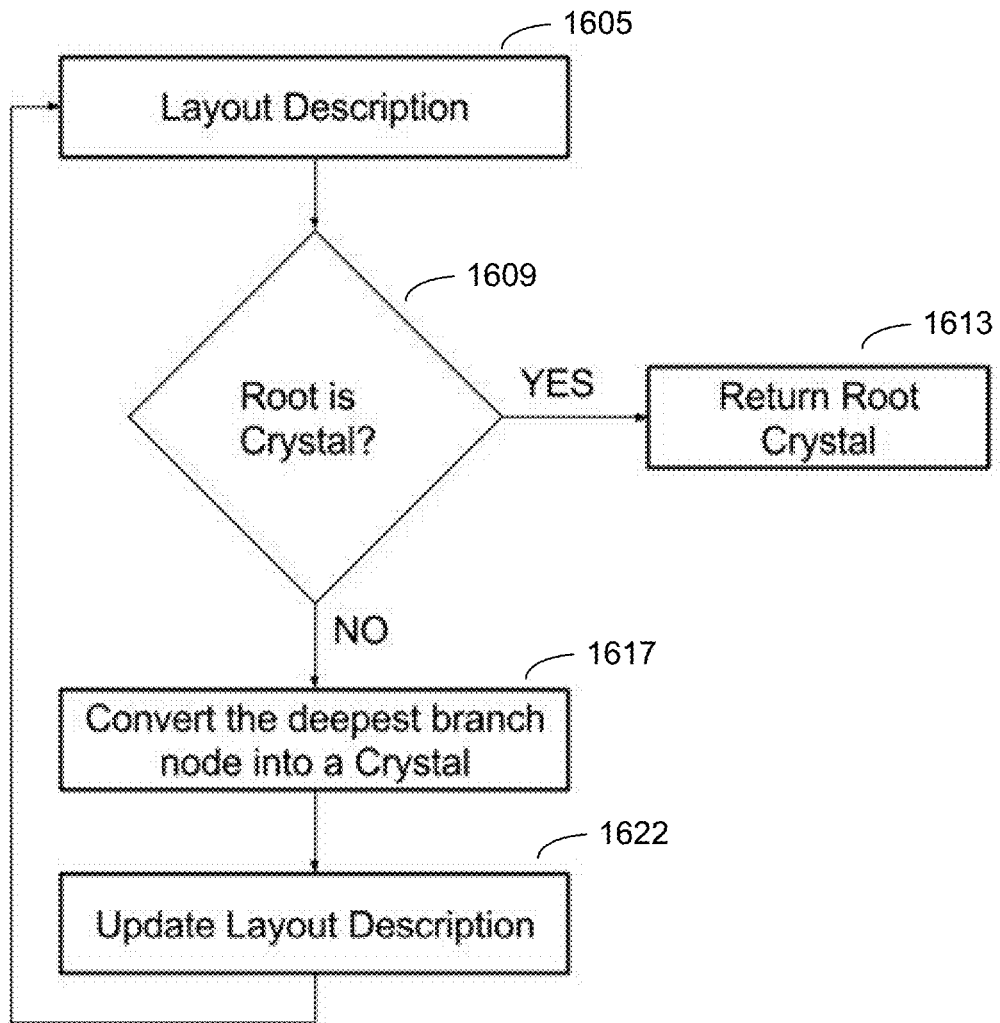 1605
Layout Description
1609
Root is
Crystal?
YES
1613
Return Root
Crystal
NO
1617
Convert the deepest branch
node into a Crystal
1622
Update Layout Description